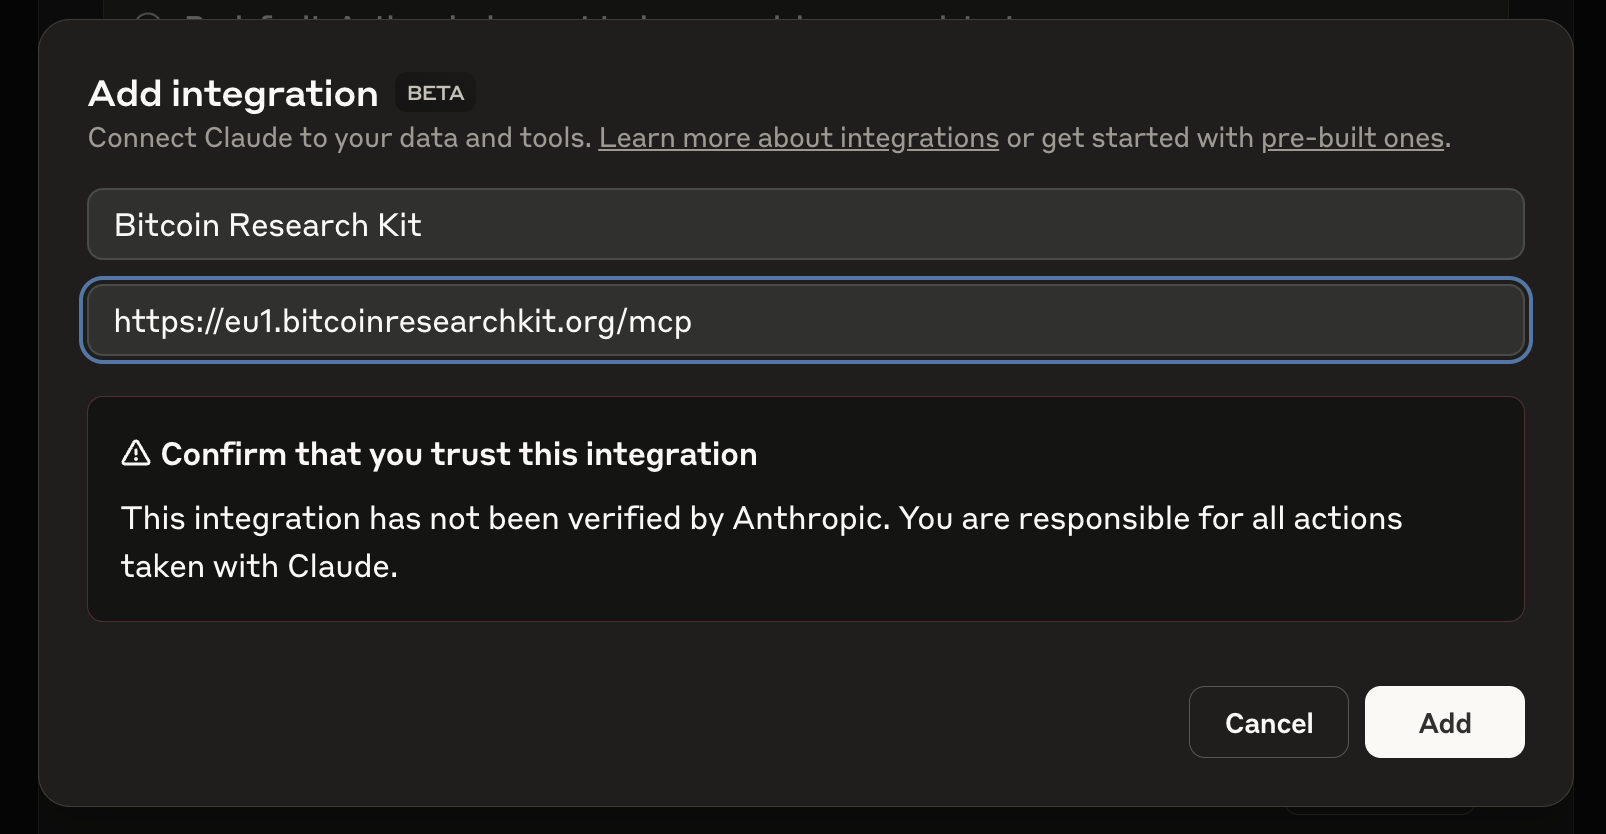 Add integration BETA
Connect Claude to your data and tools. Learn more about integrations or get started with pre-built ones.
Bitcoin Research Kit
https://eu1.bitcoinresearchkit.org/mcp
Confirm that you trust this integration
This integration has not been verified by Anthropic. You are responsible for all actions
taken with Claude.
Cancel Add